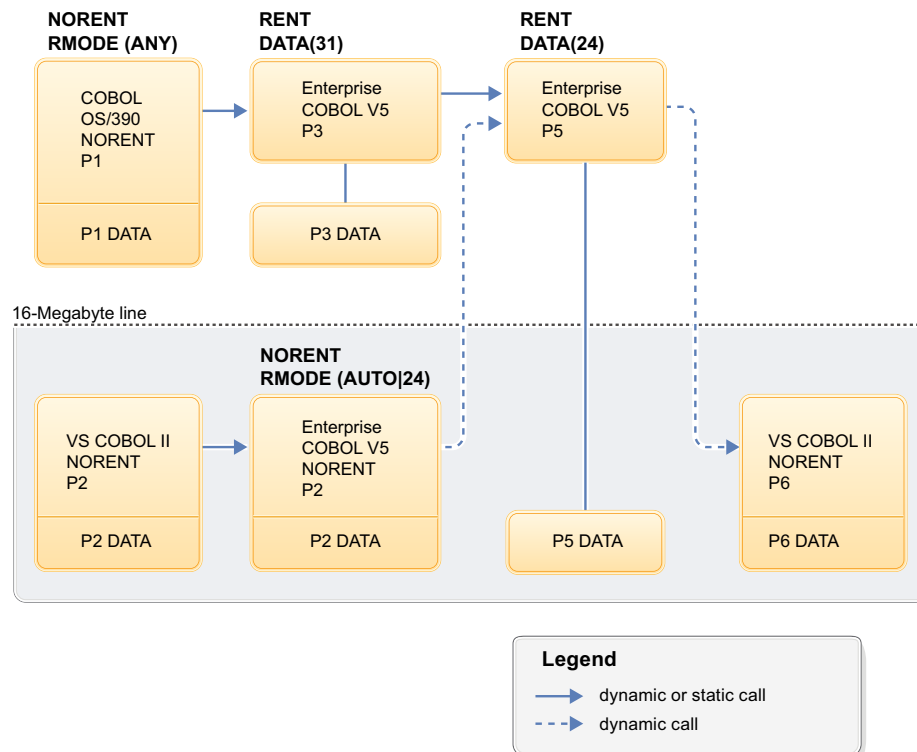 NORENT
RMODE (ANY)
RENT
DATA(31)
RENT
DATA(24)
COBOL
OS/390
NORENT
P1
P1 DATA
Enterprise
COBOL V5
P3
P3 DATA
Enterprise
COBOL V5
P5
16-Megabyte line
NORENT
RMODE (AUTO|24)
VS COBOL II
NORENT
P2
P2 DATA
Enterprise
COBOL V5
NORENT
P2
P2 DATA
P5 DATA
VS COBOL II
NORENT
P6
P6 DATA
Legend
dynamic or static call
dynamic call